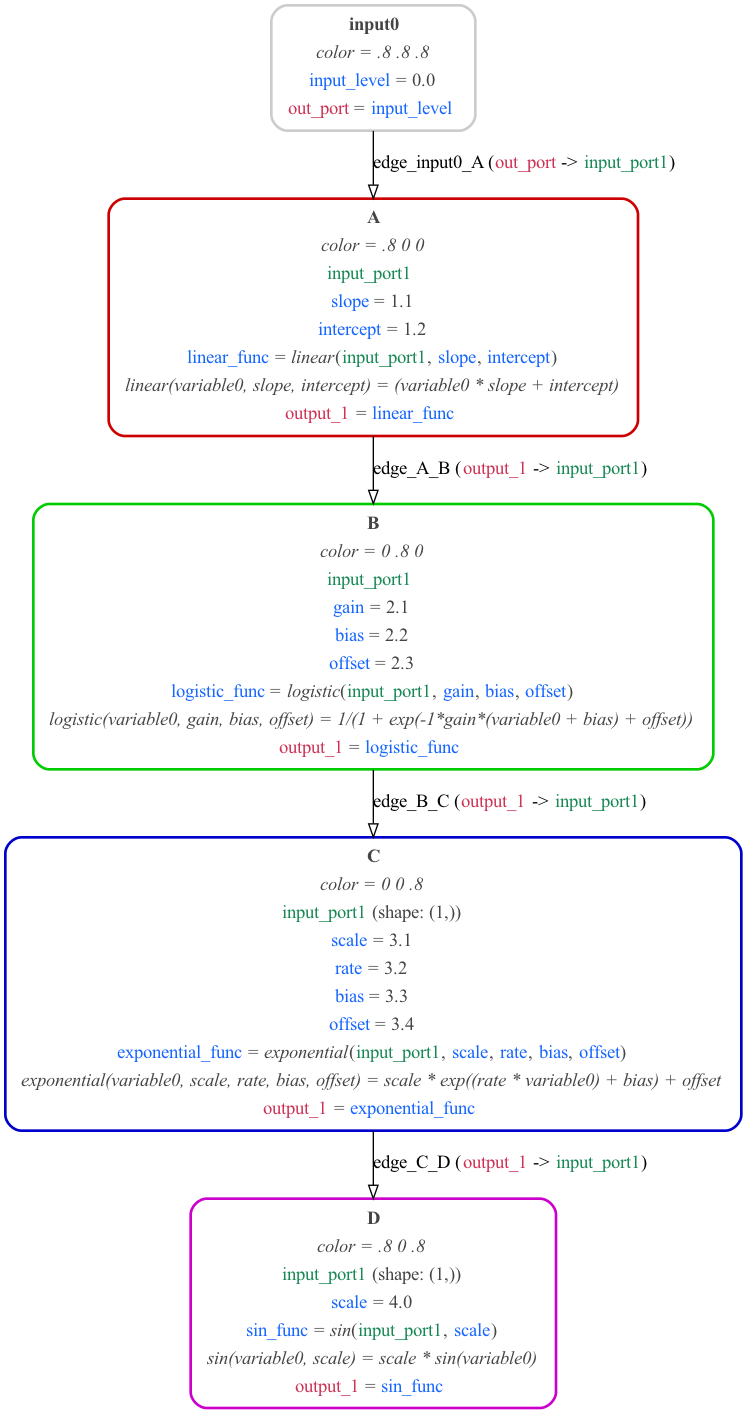 input0
color = .8 .8 .8
input_level = 0.0
out_port = input_level
edge_input0_A (out_port -> input_port1)
A
color = .8 0 0
input_port1
slope = 1.1
intercept = 1.2
linear_func = linear(input_port1, slope, intercept)
linear(variable0, slope, intercept) = (variable0 * slope + intercept)
output_1 = linear_func
edge_A_B (output_1 -> input_port1)
B
color = 0 .8 0
input_port1
gain = 2.1
bias = 2.2
offset = 2.3
logistic_func = logistic(input_port1, gain, bias, offset)
logistic(variable0, gain, bias, offset) = 1/(1 + exp(-1*gain*(variable0 + bias) + offset))
output_1 = logistic_func
edge_B_C (output_1 -> input_port1)
C
color = 0 0 .8
input_port1 (shape: (1,))
scale = 3.1
rate = 3.2
bias = 3.3
offset = 3.4
exponential_func = exponential(input_port1, scale, rate, bias, offset)
exponential(variable0, scale, rate, bias, offset) = scale * exp((rate * variable0) + bias) + offset
output_1 = exponential_func
edge_C_D (output_1 -> input_port1)
D
color = .8 0 .8
input_port1 (shape: (1,))
scale = 4.0
sin_func = sin(input_port1, scale)
sin(variable0, scale) = scale * sin(variable0)
output_1 = sin_func